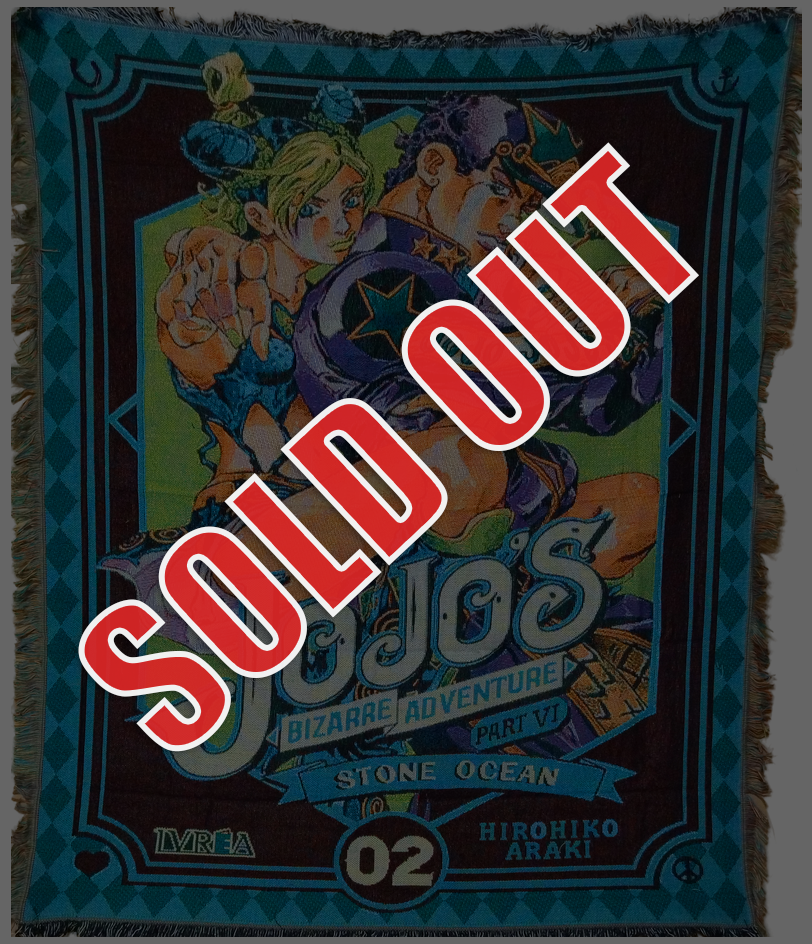 SOLD OUT
JOJO'S
BIZARRE ADVENTURE
PART VI
STONE OCEAN
IVREA
02
HIROHIKO
ARAKI